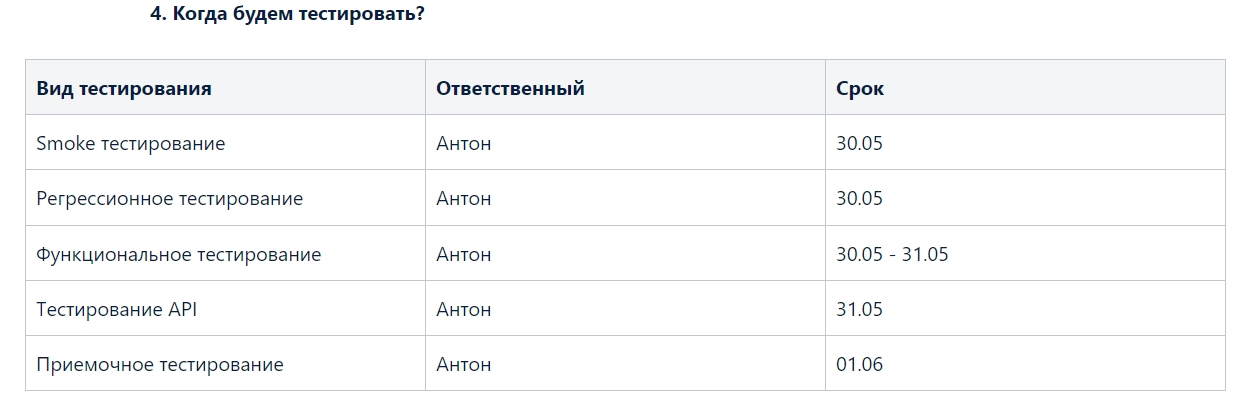 4. Когда будем тестировать?
Вид тестирования Ответственный Срок
Smoke тестирование Антон 30.05
Регрессионное тестирование Антон 30.05
Функциональное тестирование Антон 30.05 - 31.05
Тестирование API Антон 31.05
Приемочное тестирование Антон 01.06